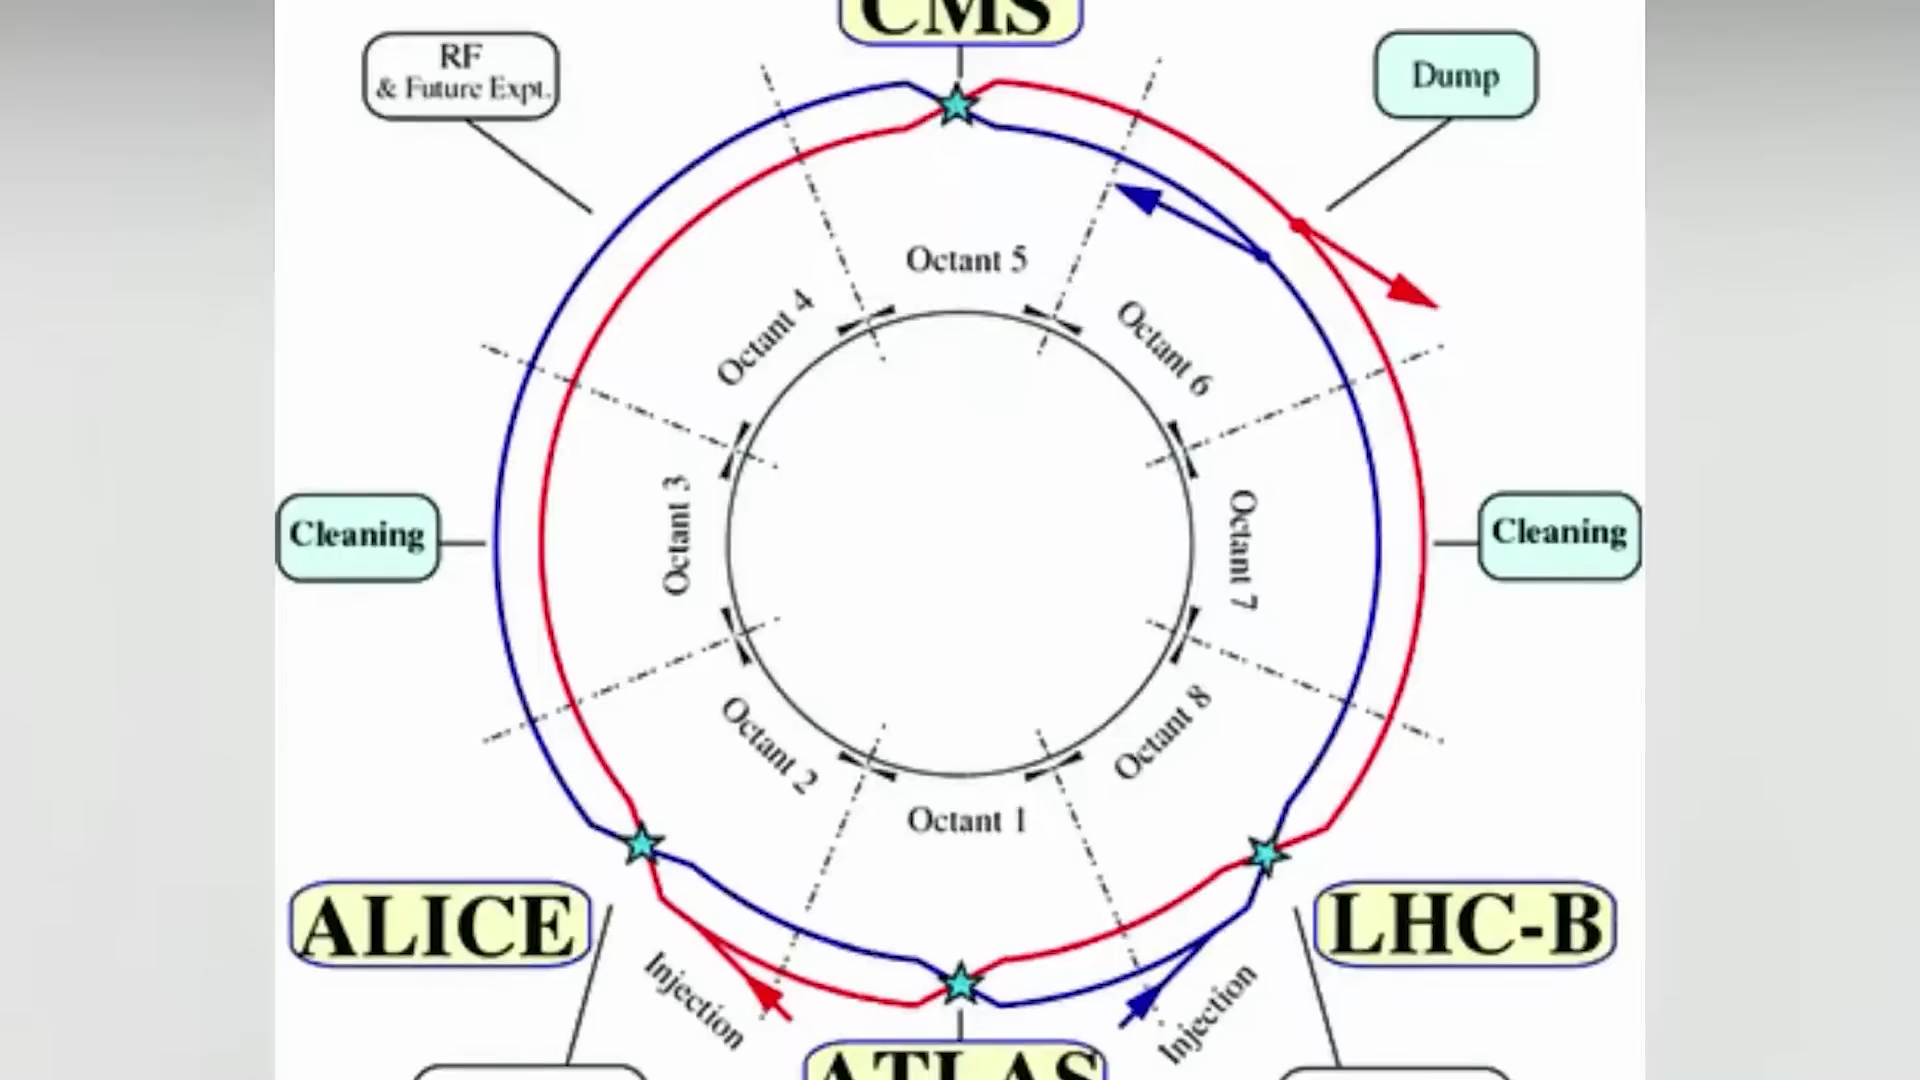 CMS
RF
& Future Expt.
Dump
Octant 5
Octant 4
Octant 6
Cleaning
Octant 3
Octant 7
Cleaning
Octant 2
Octant 8
Octant 1
ALICE
LHC-B
Injection
Injection
ATLAS